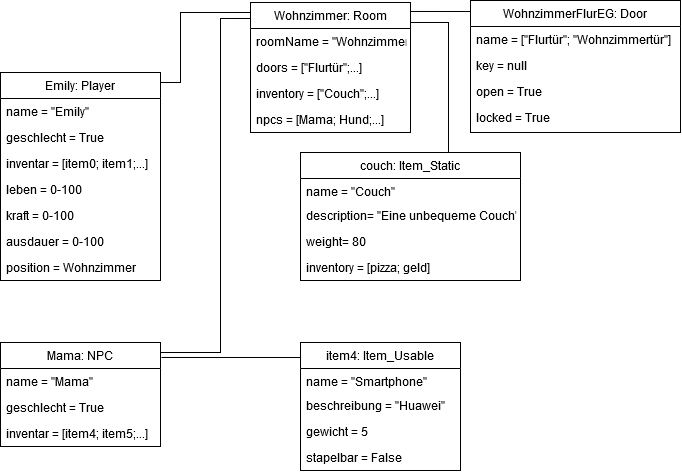 Wohnzimmer: Room
roomName = "Wohnzimmer
doors = ["Flurtür";...]
inventory = ["Couch";...]
npcs = [Mama; Hund;...]
WohnzimmerFlurEG: Door
name = ["Flurtür"; "Wohnzimmertür"]
key = null
open = True
locked = True
Emily: Player
name = "Emily"
geschlecht = True
inventar = [item0; item1;...]
leben = 0-100
kraft = 0-100
ausdauer = 0-100
position = Wohnzimmer
couch: Item_Static
name = "Couch"
description= "Eine unbequeme Couch"
weight= 80
inventory = [pizza; geld]
Mama: NPC
name = "Mama"
geschlecht = True
inventar = [item4; item5;...]
item4: Item_Usable
name = "Smartphone"
beschreibung = "Huawei"
gewicht = 5
stapelbar = False